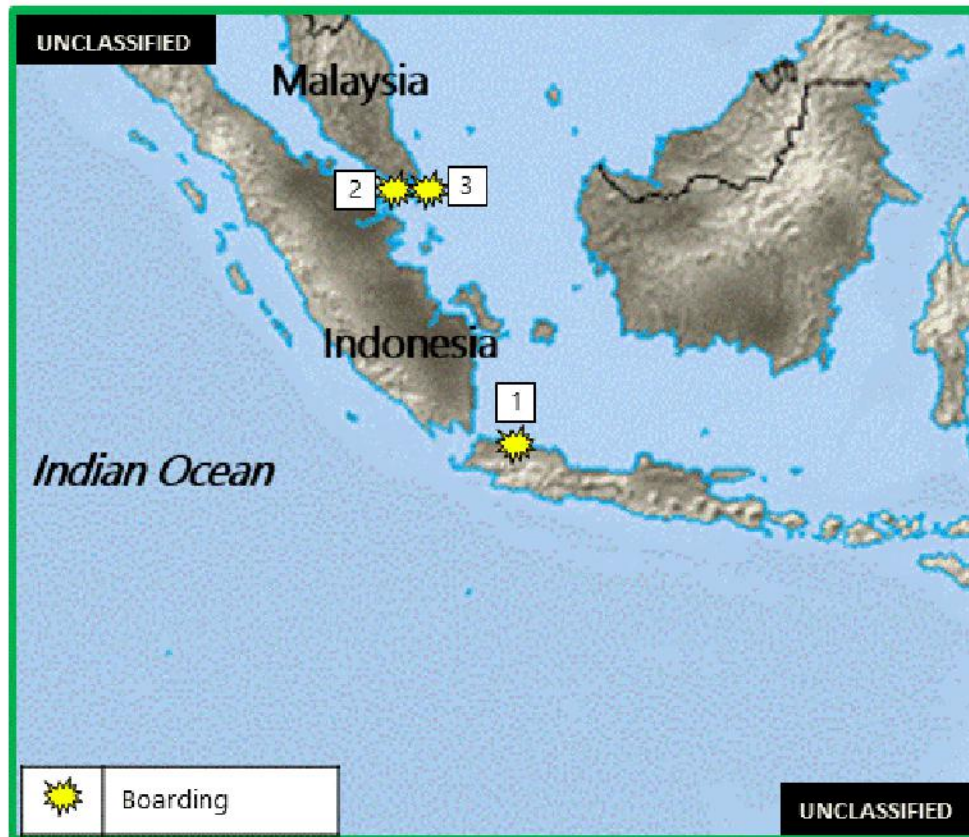 UNCLASSIFIED
Malaysia
2
3
Indonesia
1
Indian Ocean
Boarding
UNCLASSIFIED